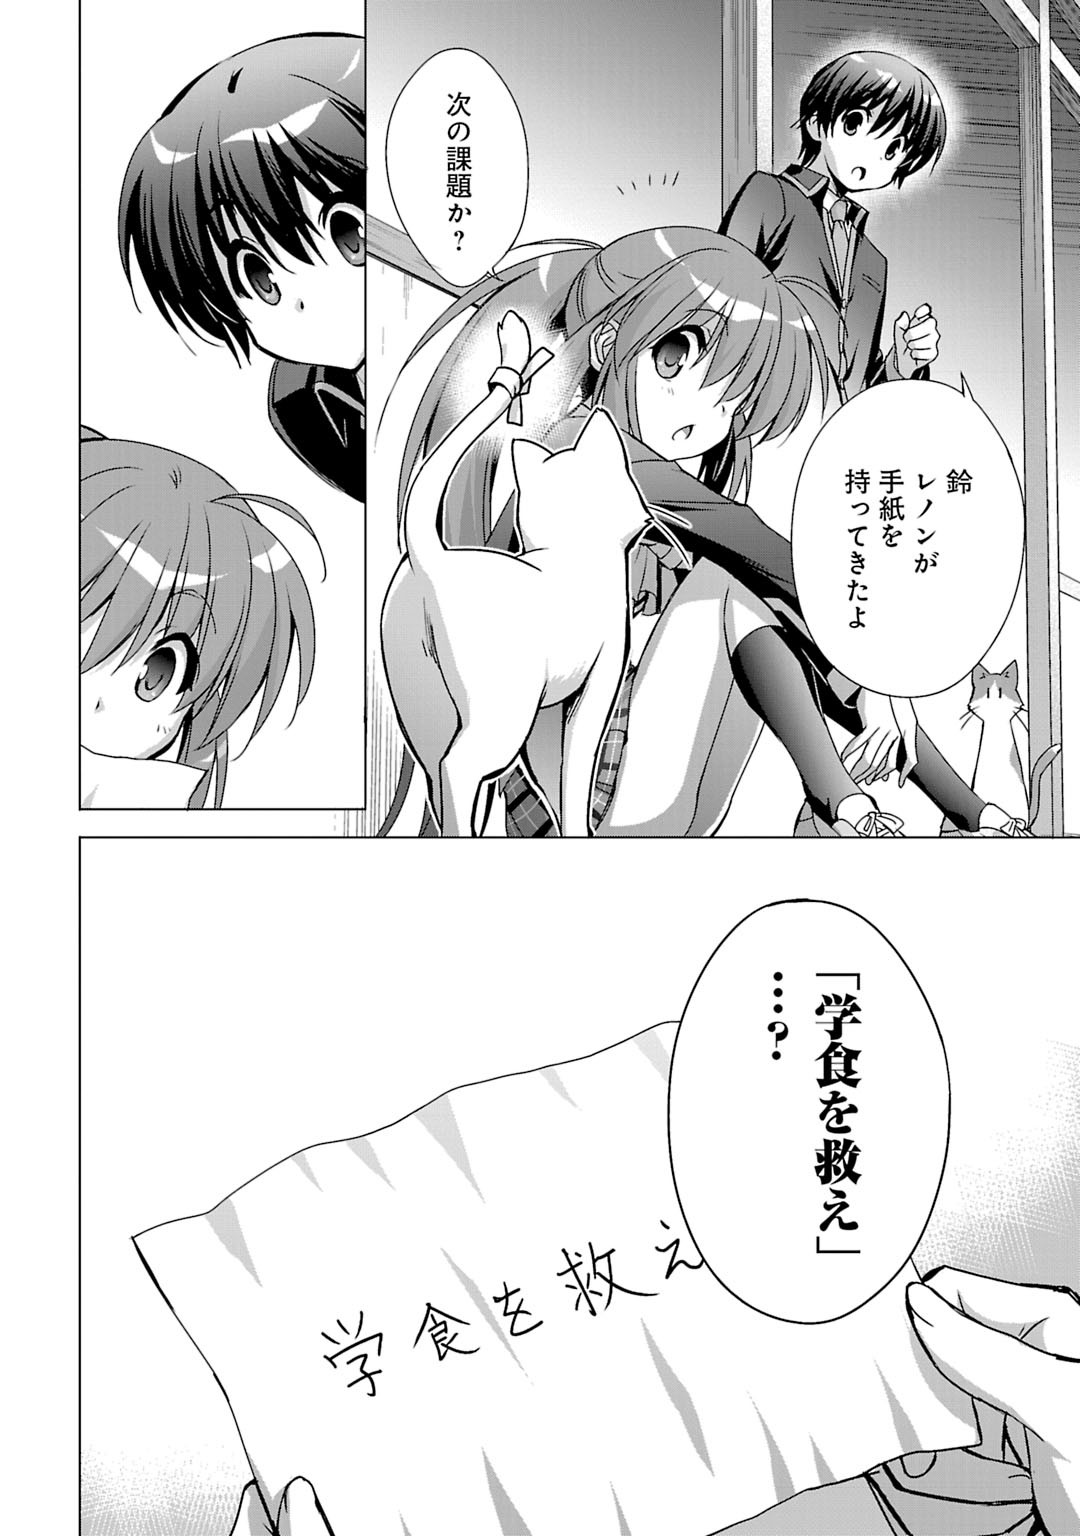 鈴
レノンが
手紙を
持ってきたよ
次の課題か？
「学食を救え」
…？
学食を救え